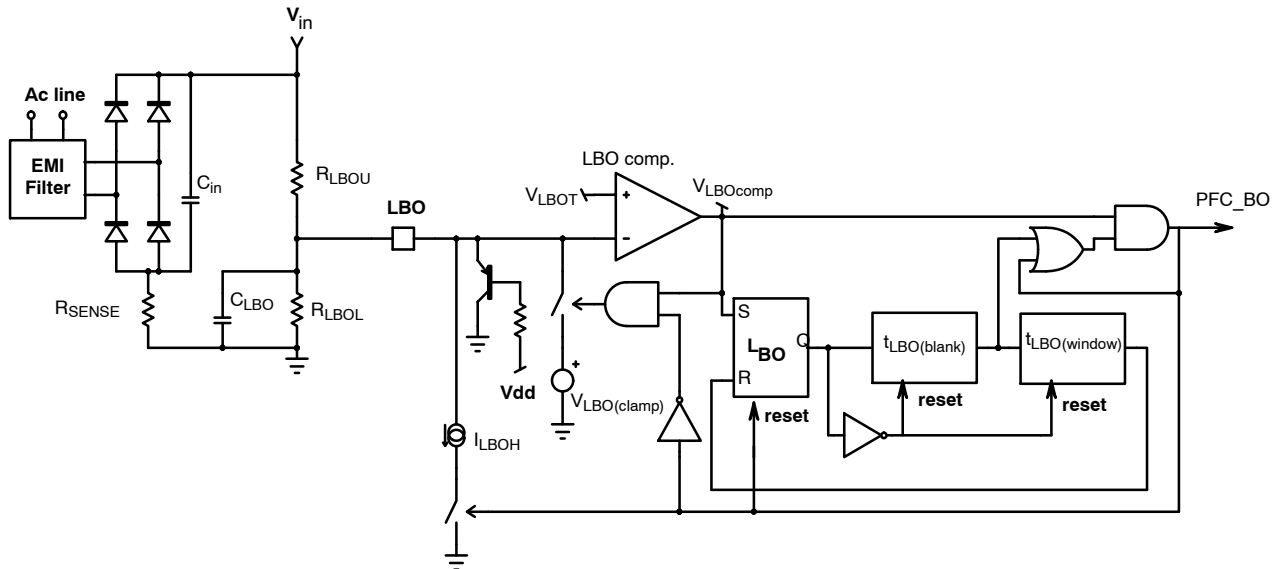 Vin
Ac line
EMI
Filter
Cin
RLBOU
LBO
RSENSE
CLBO
RLBOL
Vdd
ILBOH
LBO comp.
VLBOT
+
−
VLBOcomp
+
VLBO(clamp)
S
LBO
Q
R
reset
tLBO(blank)
reset
tLBO(window)
reset
PFC_BO